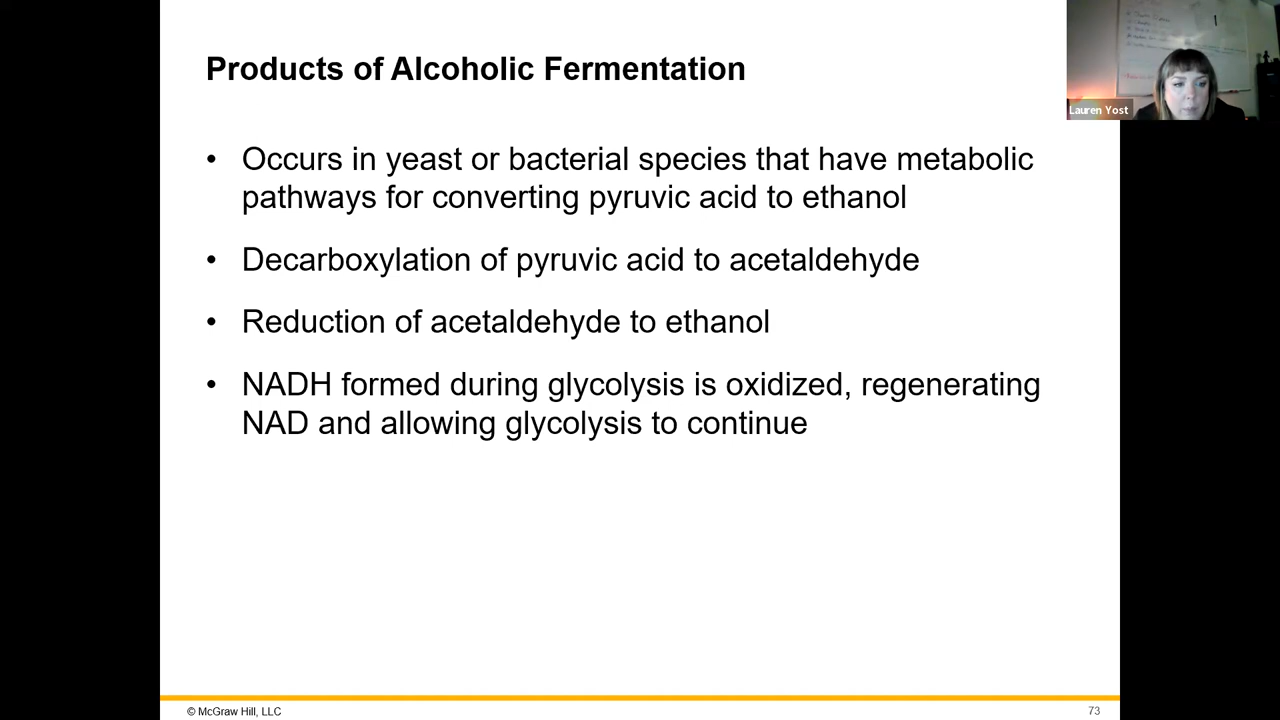 Products of Alcoholic Fermentation
Lauren Yost
• Occurs in yeast or bacterial species that have metabolic
pathways for converting pyruvic acid to ethanol
• Decarboxylation of pyruvic acid to acetaldehyde
• Reduction of acetaldehyde to ethanol
• NADH formed during glycolysis is oxidized, regenerating
NAD and allowing glycolysis to continue
© McGraw Hill, LLC
73